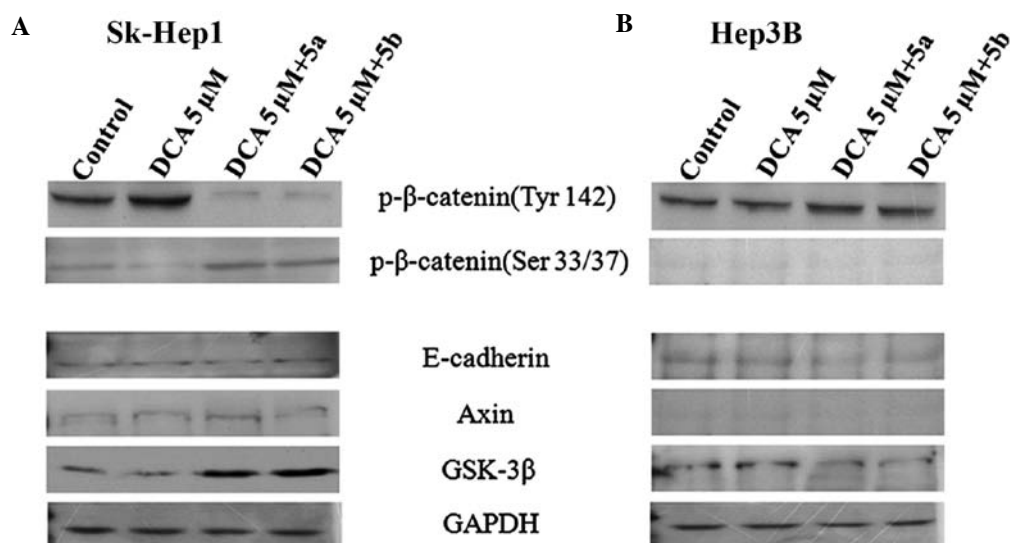 A
Sk-Hep1
Control
DCA 5 μM
DCA 5 μM+5a
DCA 5 μM+5b
B
Hep3B
Control
DCA 5 μM
DCA 5 μM+5a
DCA 5 μM+5b
p-β-catenin(Tyr 142)
p-β-catenin(Ser 33/37)
E-cadherin
Axin
GSK-3β
GAPDH